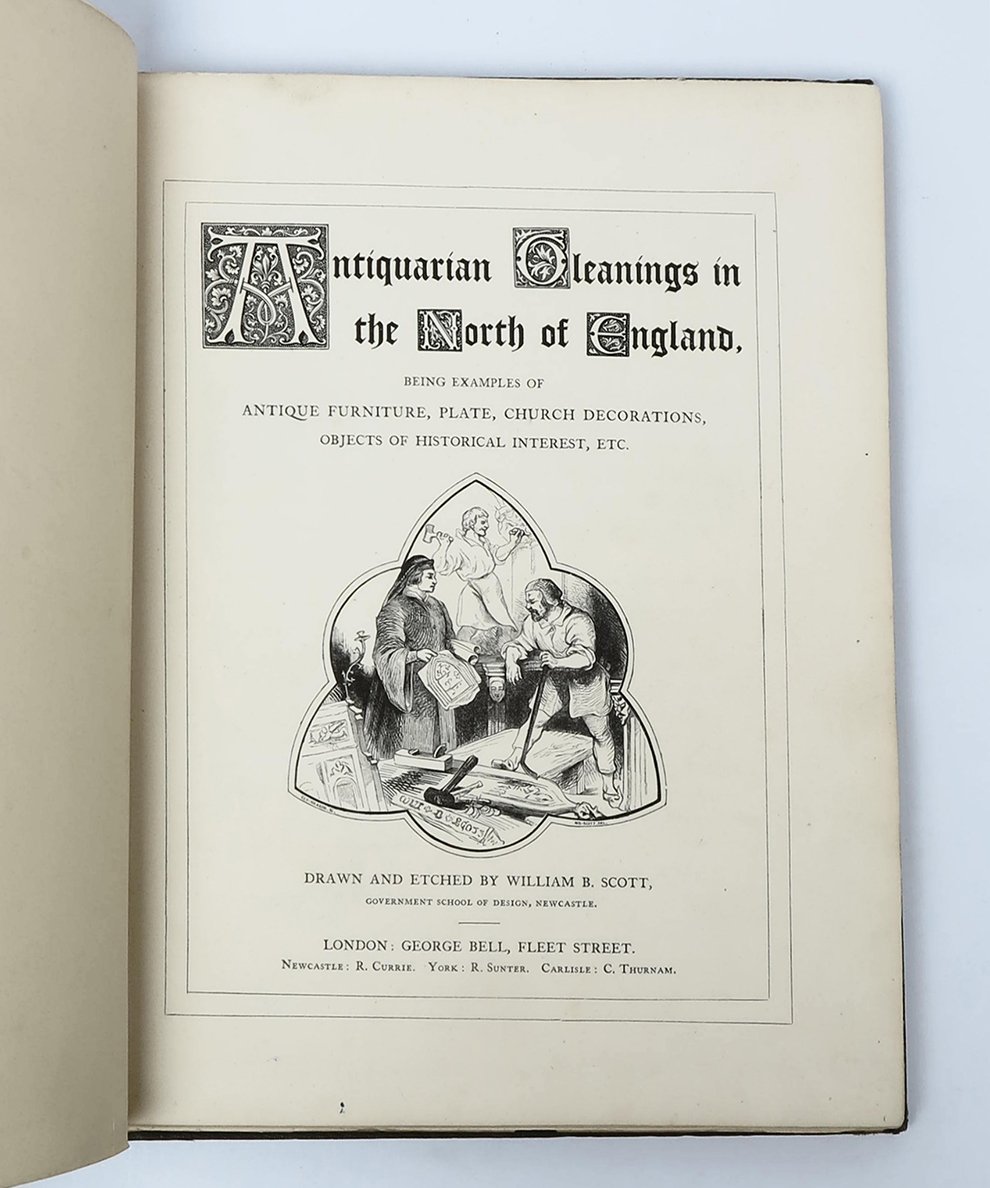 Antiquarian Gleanings in
the North of England,
BEING EXAMPLES OF
ANTIQUE FURNITURE, PLATE, CHURCH DECORATIONS,
OBJECTS OF HISTORICAL INTEREST, ETC.
DRAWN AND ETCHED BY WILLIAM B. SCOTT,
GOVERNMENT SCHOOL OF DESIGN, NEWCASTLE.
LONDON: GEORGE BELL, FLEET STREET.
NEWCASTLE: R. CURRIE. YORK: R. SUNTER. CARLISLE: C. THURNAM.